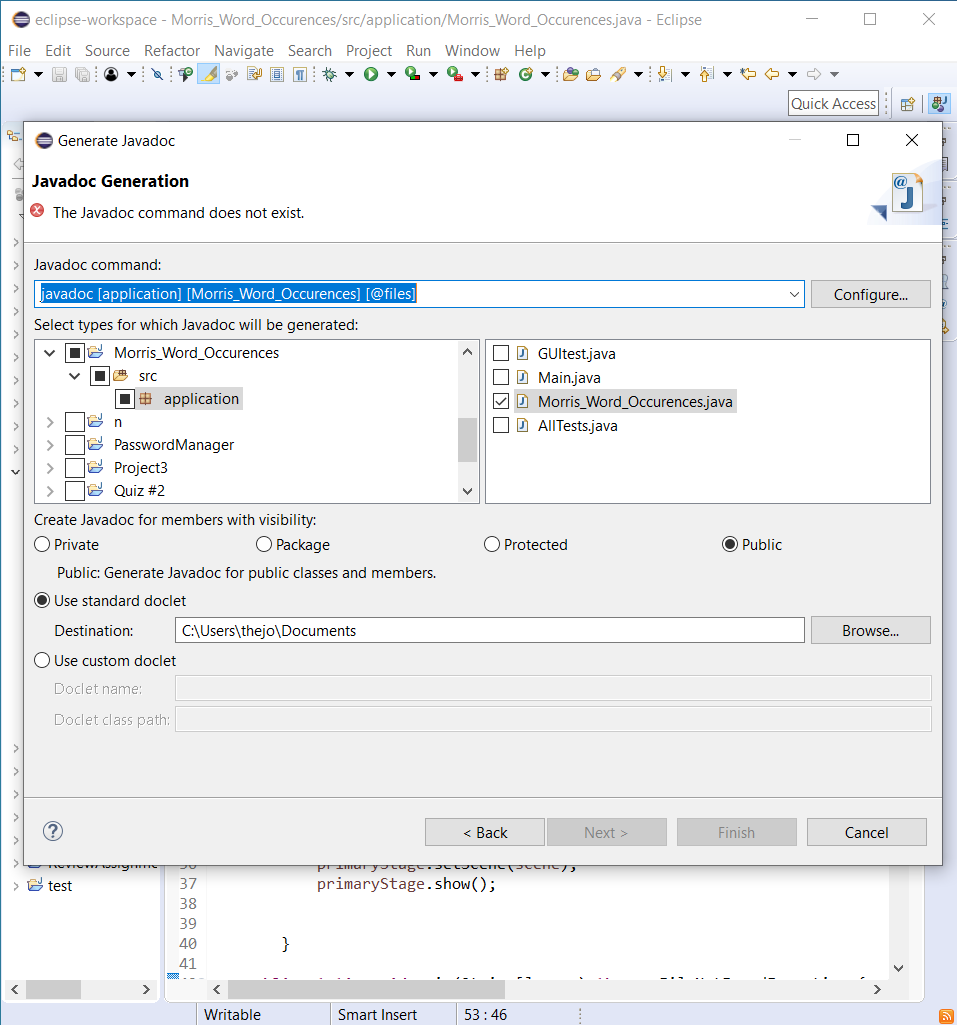 eclipse-workspace - Morris_Word_Occurences/src/application/Morris_Word_Occurences.java - Eclipse
File Edit Source Refactor Navigate Search Project Run Window Help
Quick Access
Generate Javadoc
Javadoc Generation
The Javadoc command does not exist.
Javadoc command:
javadoc [application] [Morris_Word_Occurences] [@files]
Configure...
Select types for which Javadoc will be generated:
Morris_Word_Occurences
src
application
n
PasswordManager
Project3
Quiz #2
GUItest.java
Main.java
Morris_Word_Occurences.java
AllTests.java
Create Javadoc for members with visibility:
Private Package Protected Public
Public: Generate Javadoc for public classes and members.
Use standard doclet
Destination: C:\Users\thejo\Documents Browse...
Use custom doclet
Doclet name:
Doclet class path:
< Back Next > Finish Cancel
primaryStage.setScene(scene);
test 37 primaryStage.show();
38
39
40 }
41
Writable Smart Insert 53 : 46